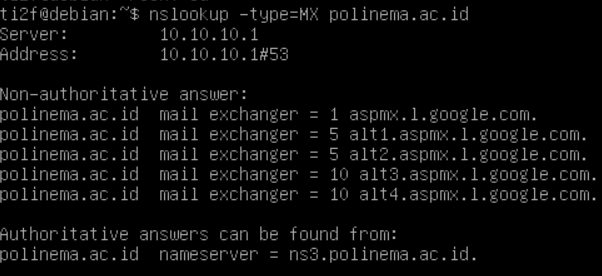 ti2f@debian:~$ nslookup -type=MX polinema.ac.id
Server:         10.10.10.1
Address:        10.10.10.1#53

Non-authoritative answer:
polinema.ac.id  mail exchanger = 1 aspmx.l.google.com.
polinema.ac.id  mail exchanger = 5 alt1.aspmx.l.google.com.
polinema.ac.id  mail exchanger = 5 alt2.aspmx.l.google.com.
polinema.ac.id  mail exchanger = 10 alt3.aspmx.l.google.com.
polinema.ac.id  mail exchanger = 10 alt4.aspmx.l.google.com.

Authoritative answers can be found from:
polinema.ac.id  nameserver = ns3.polinema.ac.id.